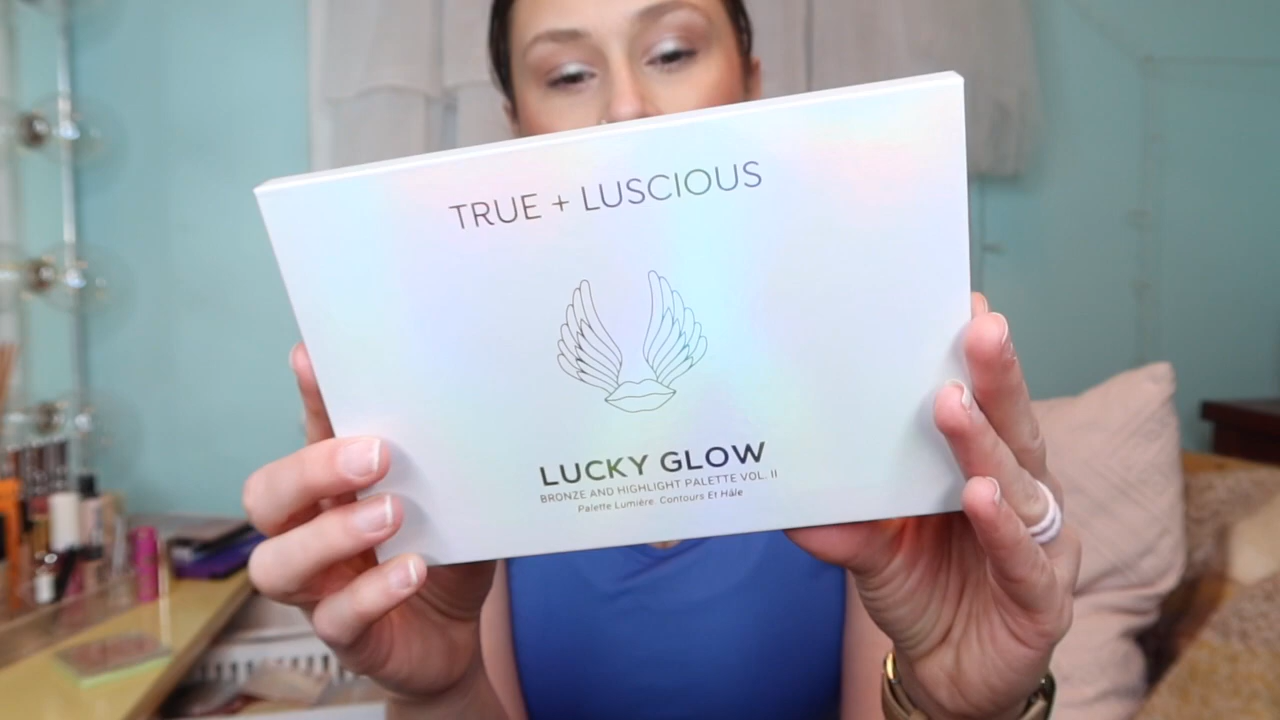 TRUE + LUSCIOUS
LUCKY GLOW
BRONZE AND HIGHLIGHT PALETTE VOL. II
Palette Lumière. Contours Et Hâle